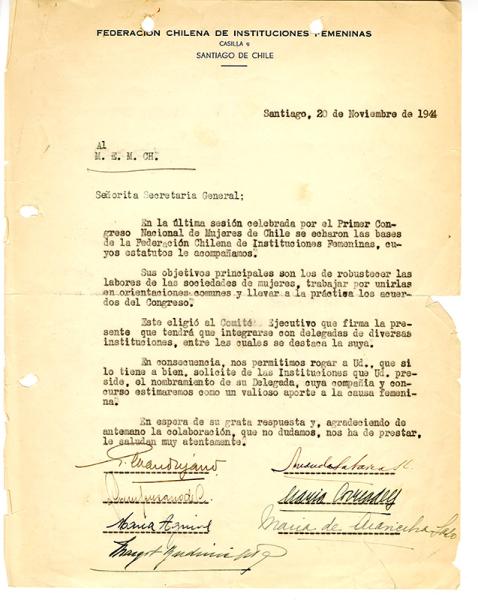 FEDERACION CHILENA DE INSTITUCIONES FEMENINAS
CASILLA 9
SANTIAGO DE CHILE
Santiago, 20 de Noviembre de 1944
Al
M. E. M. CH.
Señorita Secretaria General;
En la última sesión celebrada por el Primer Con-
greso Nacional de Mujeres de Chile se echaron las bases
de la Federación Chilena de Instituciones Femeninas, cu-
yos estatutos le acompañamos.
Sus objetivos principales son los de robustecer las
labores de las sociedades de mujeres, trabajar por unirlas
en orientaciones comunes y llevar a la práctica los acuer-
dos del Congreso.
Este eligió al Comité Ejecutivo que firma la pre-
sente que tendrá que integrarse con delegadas de diversas
instituciones, entre las cuales se destaca la suya.
En consecuencia, nos permitimos rogar a Ud., que si
lo tiene a bien, solicite de las Instituciones que Ud. pre-
side, el nombramiento de su Delegada, cuya compañía y con-
curso estimaremos como un valioso aporte a la causa femeni-
na.
En espera de su grata respuesta y, agradeciendo de
antemano la colaboración, que no dudamos, nos ha de prestar,
le saludan muy atentamente.
María
María
Maria de